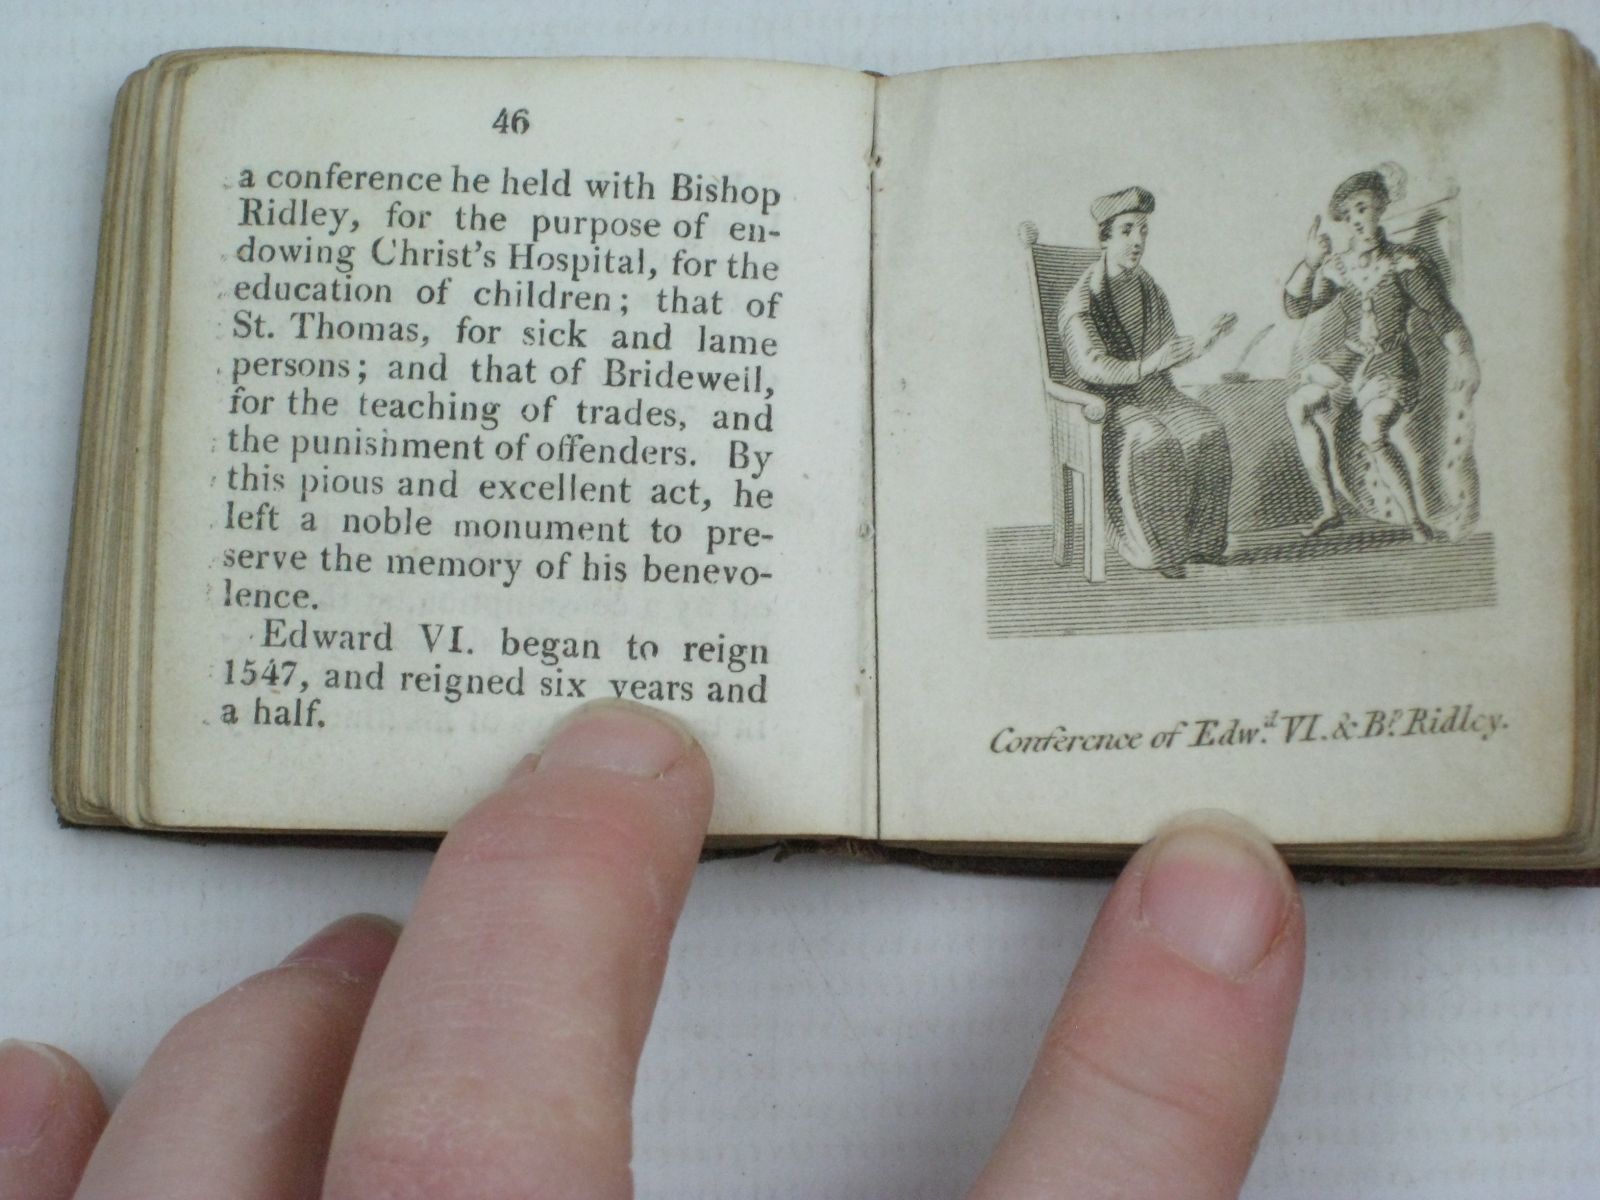 46
a conference he held with Bishop
Ridley, for the purpose of en-
dowing Christ's Hospital, for the
education of children; that of
St. Thomas, for sick and lame
persons; and that of Bridewell,
for the teaching of trades, and
the punishment of offenders. By
this pious and excellent act, he
left a noble monument to pre-
serve the memory of his benevo-
lence.
Edward VI. began to reign
1547, and reigned six years and
a half.
Conference of Edw.d VI. & Bp. Ridley.